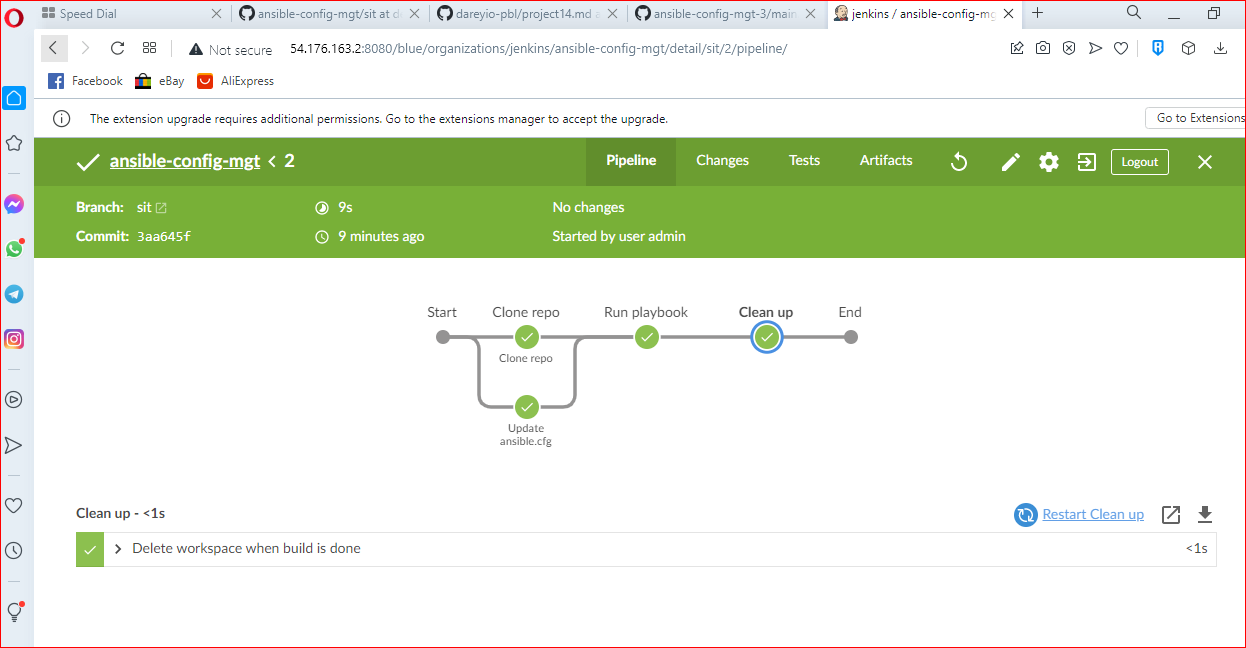 Speed Dial
ansible-config-mgt/sit at d
dareyio-pbl/project14.md a
ansible-config-mgt-3/main
jenkins / ansible-config-mg
Not secure
54.176.163.2:8080/blue/organizations/jenkins/ansible-config-mgt/detail/sit/2/pipeline/
Facebook
eBay
AliExpress
The extension upgrade requires additional permissions. Go to the extensions manager to accept the upgrade.
Go to Extensions
ansible-config-mgt < 2
Pipeline
Changes
Tests
Artifacts
Logout
Branch: sit
9s
No changes
Commit: 3aa645f
9 minutes ago
Started by user admin
Start
Clone repo
Run playbook
Clean up
End
Clone repo
Update
ansible.cfg
Clean up - <1s
Restart Clean up
Delete workspace when build is done
<1s